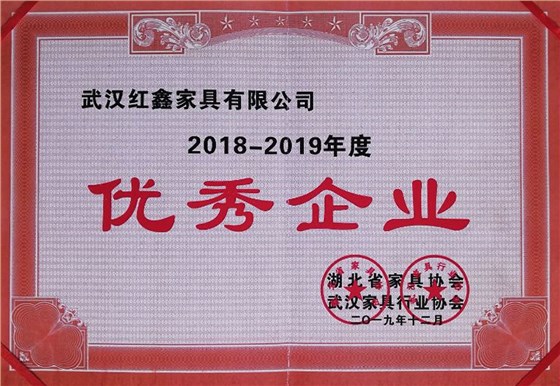 武汉红鑫家具有限公司
2018-2019年度
优秀企业
湖北省家具协会
武汉家具行业协会
二〇一九年十二月